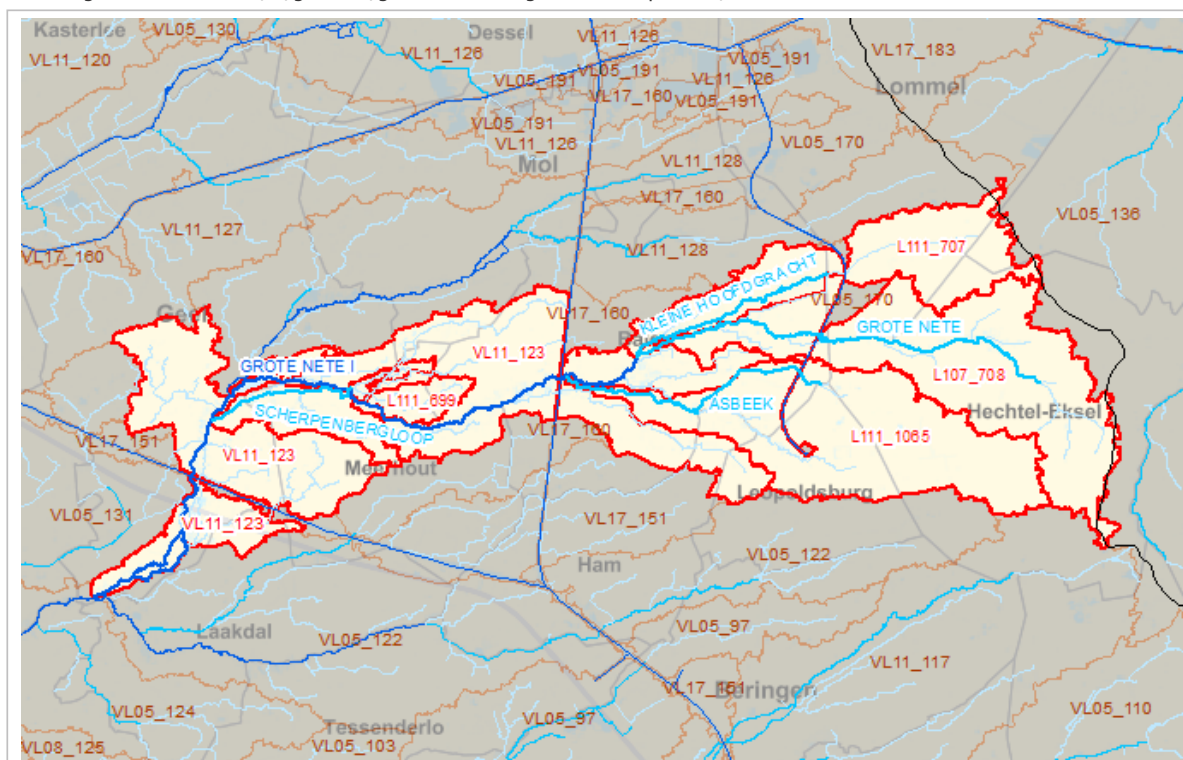 Kasterlee
VL05_130
Dessel
VL11_126
VL17_183
VL11_120
VL11_126
VL05_191
VL05_191
VL05_191
VL11_126
Lommel
VL17_160
VL05_191
VL05_191
VL11_126
VL05_170
Mol
VL11_128
VL17_160
VL05_136
VL11_127
VL11_128
VL17_160
L111_707
KLEINE HOOFDGRACHT
VL05_170
VL17_160
GROTE NETE
VL11_123
GROTE NETE I
L107_708
L111_699
ASBEEK
Hechtel-Eksel
SCHERPENBERGLOOP
VL17_160
L111_1065
VL17_151
VL11_123
Meerhout
Leopoldsburg
VL05_131
VL11_123
VL17_151
VL05_122
Ham
Laakdal
VL05_122
VL05_97
VL11_117
VL17_151
Beringen
VL05_124
VL05_110
Tessenderlo
VL05_97
VL08_125
VL05_103